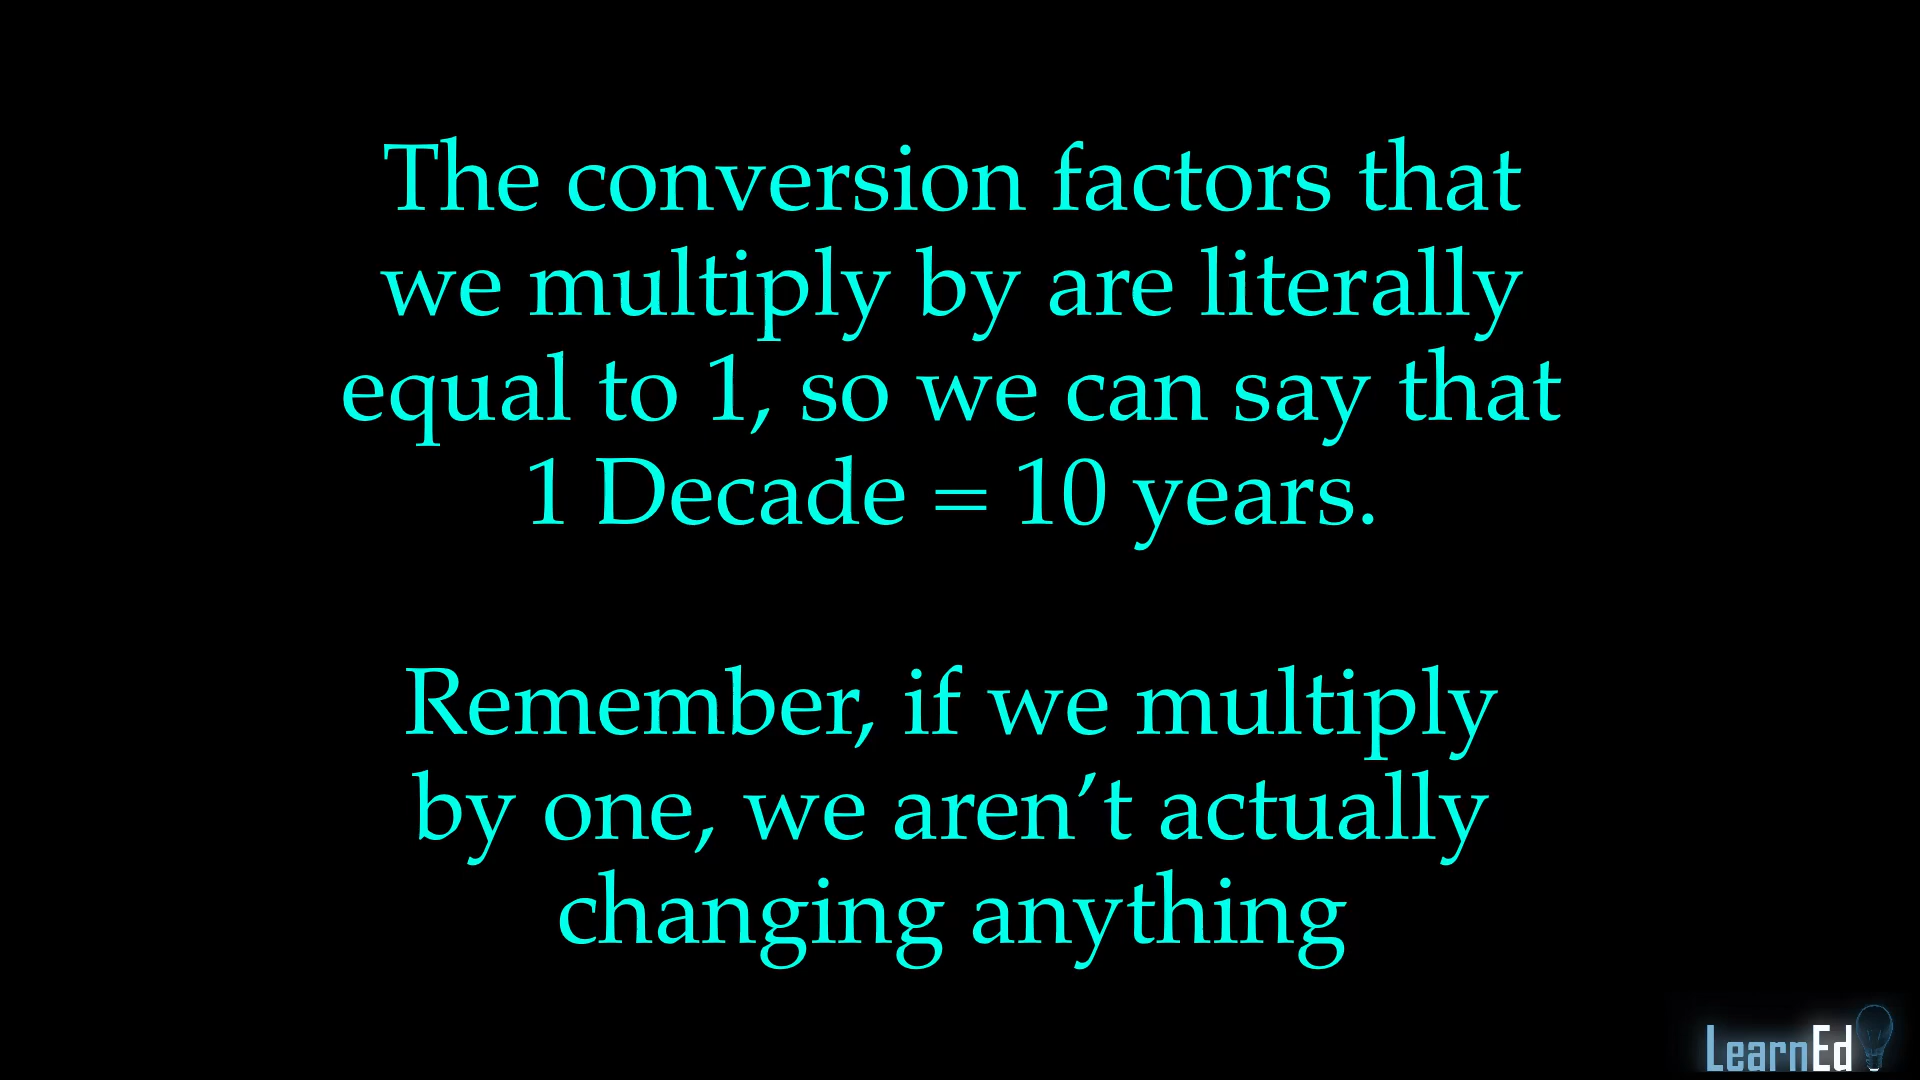 The conversion factors that
we multiply by are literally
equal to 1, so we can say that
1 Decade = 10 years.
Remember, if we multiply
by one, we aren’t actually
changing anything
LearnEd